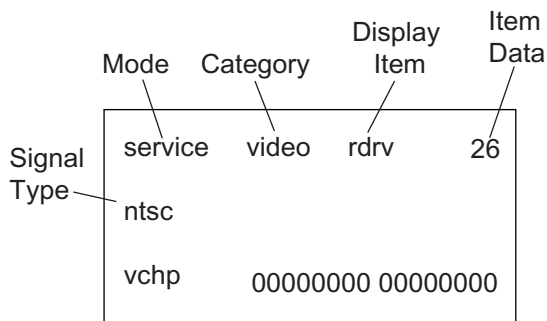 Mode Category Display Item Item Data
Signal Type
service video rdrv 26
ntsc
vchp 00000000 00000000